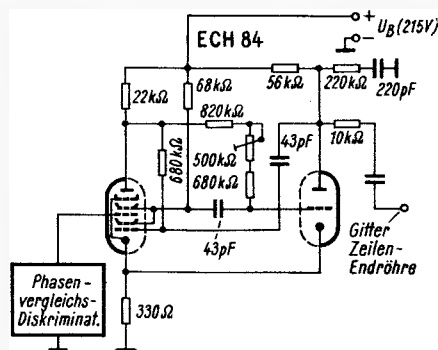 +
U_B (215V)
−
ECH 84
22kΩ
68kΩ
56kΩ
220kΩ
220pF
820kΩ
680kΩ
500kΩ
680kΩ
43pF
10kΩ
43pF
Gitter
Zeilen-
Endröhre
Phasen-
vergleichs-
Diskriminat.
330Ω